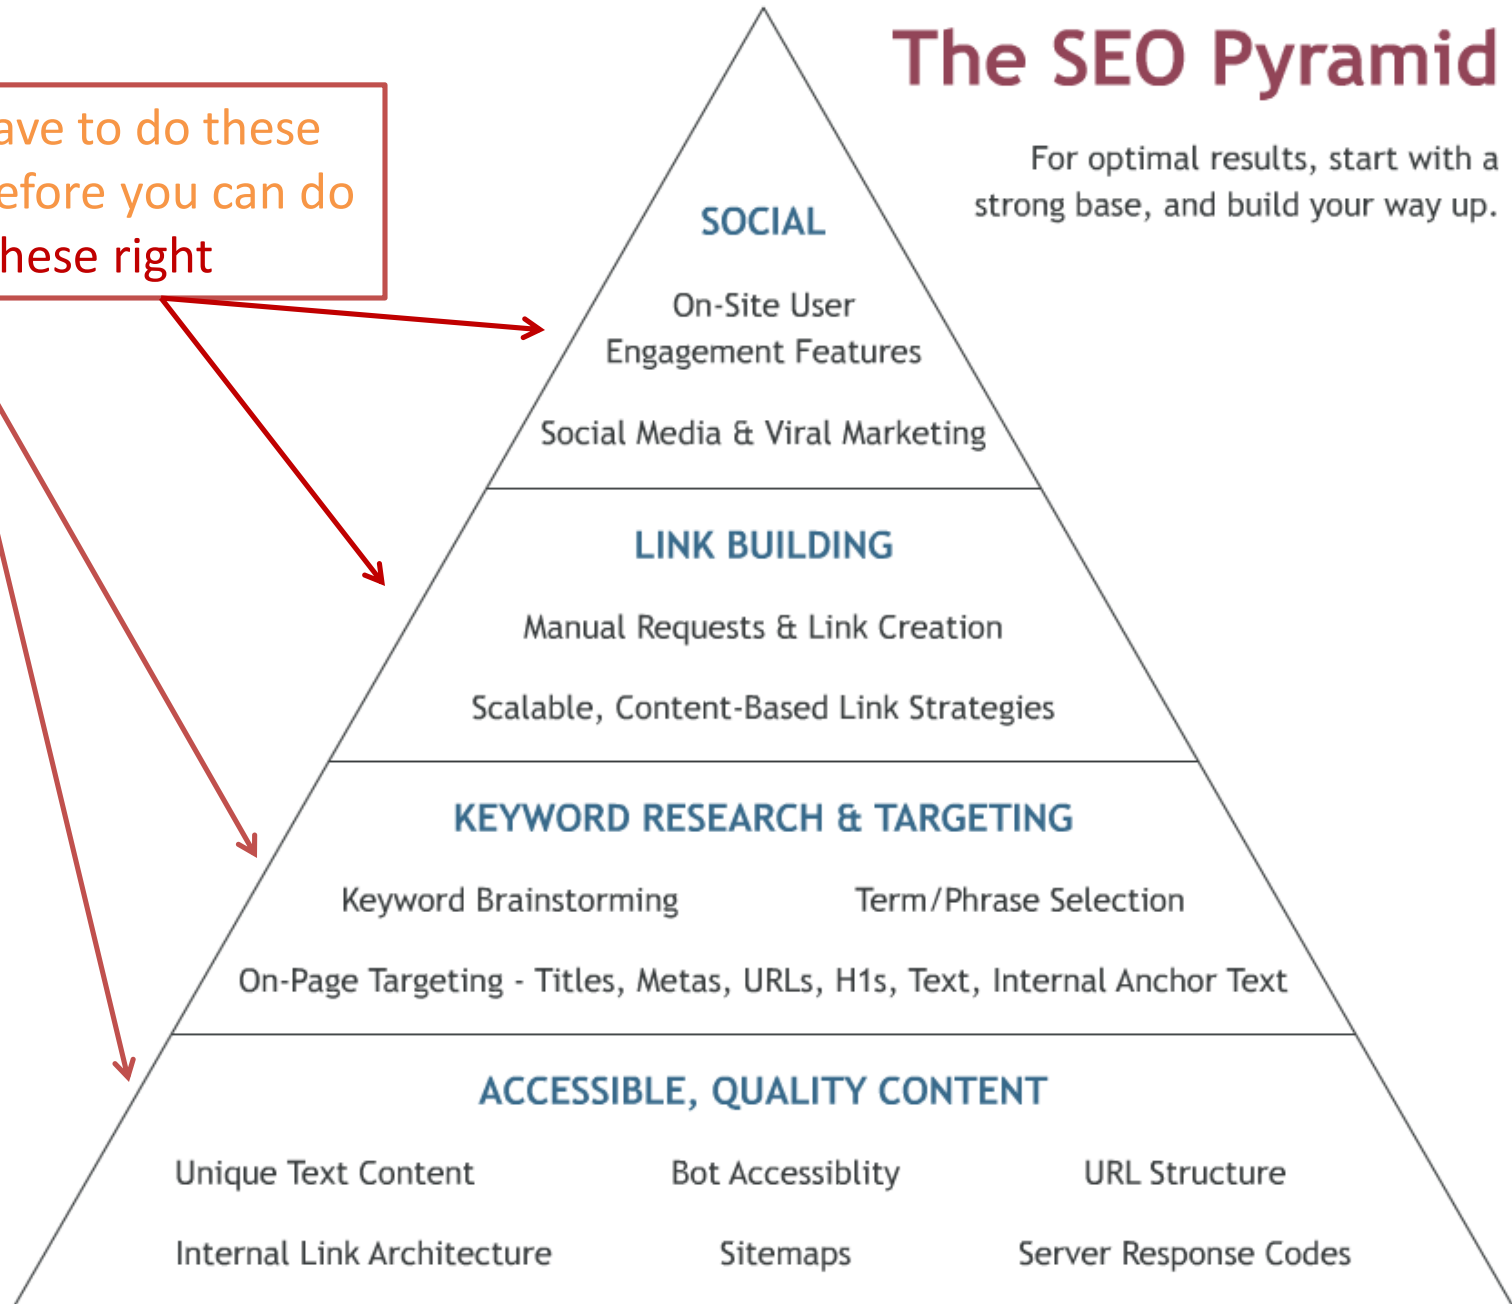 The SEO Pyramid
For optimal results, start with a
strong base, and build your way up.
ave to do these
efore you can do
hese right
SOCIAL
On-Site User
Engagement Features
Social Media & Viral Marketing
LINK BUILDING
Manual Requests & Link Creation
Scalable, Content-Based Link Strategies
KEYWORD RESEARCH & TARGETING
Keyword Brainstorming Term/Phrase Selection
On-Page Targeting - Titles, Metas, URLs, H1s, Text, Internal Anchor Text
ACCESSIBLE, QUALITY CONTENT
Unique Text Content Bot Accessiblity URL Structure
Internal Link Architecture Sitemaps Server Response Codes